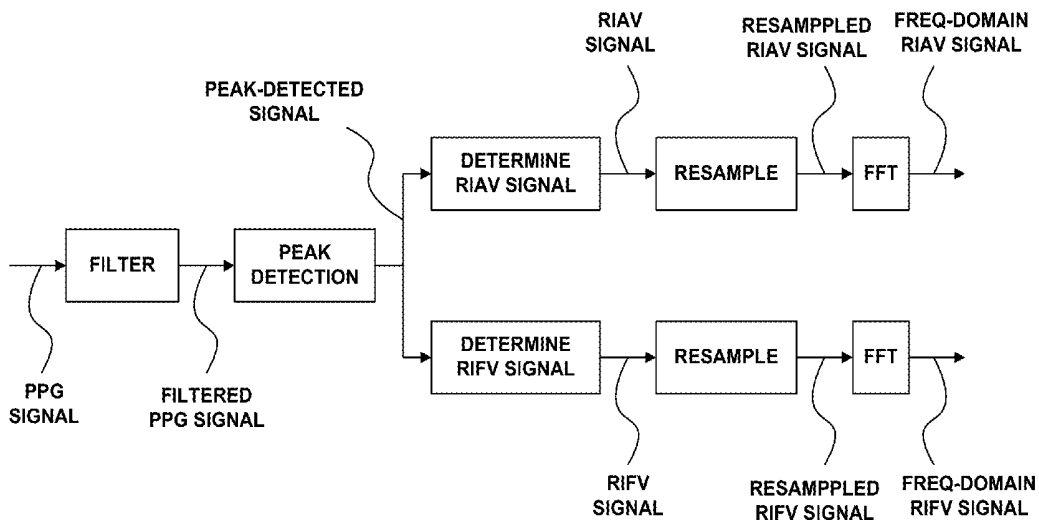 RIAV
SIGNAL
RESAMPPLED
RIAV SIGNAL
FREQ-DOMAIN
RIAV SIGNAL
PEAK-DETECTED
SIGNAL
DETERMINE
RIAV SIGNAL
RESAMPLE
FFT
FILTER
PEAK
DETECTION
DETERMINE
RIFV SIGNAL
RESAMPLE
FFT
PPG
SIGNAL
FILTERED
PPG SIGNAL
RIFV
SIGNAL
RESAMPPLED
RIFV SIGNAL
FREQ-DOMAIN
RIFV SIGNAL